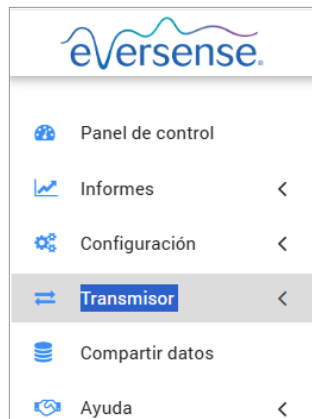 eversense.
Panel de control
Informes
Configuración
Transmisor
Compartir datos
Ayuda